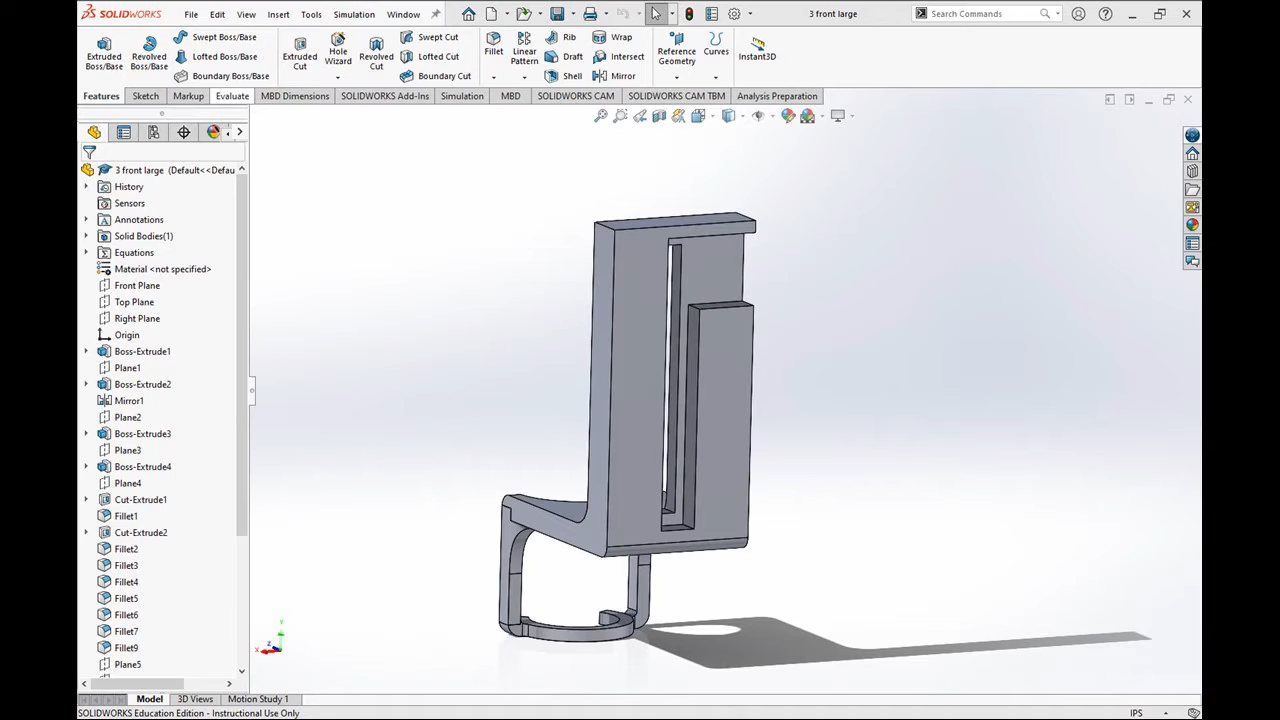 SOLIDWORKS File Edit View Insert Tools Simulation Window 3 front large Search Commands
Extruded Boss/Base
Revolved Boss/Base
Swept Boss/Base
Lofted Boss/Base
Boundary Boss/Base
Extruded Cut
Hole Wizard
Revolved Cut
Swept Cut
Lofted Cut
Boundary Cut
Fillet
Linear Pattern
Rib
Draft
Shell
Wrap
Intersect
Mirror
Reference Geometry
Curves
Instant3D
Features Sketch Markup Evaluate MBD Dimensions SOLIDWORKS Add-Ins Simulation MBD SOLIDWORKS CAM SOLIDWORKS CAM TBM Analysis Preparation
3 front large (Default<<Defau
History
Sensors
Annotations
Solid Bodies(1)
Equations
Material <not specified>
Front Plane
Top Plane
Right Plane
Origin
Boss-Extrude1
Plane1
Boss-Extrude2
Mirror1
Plane2
Boss-Extrude3
Plane3
Boss-Extrude4
Plane4
Cut-Extrude1
Fillet1
Cut-Extrude2
Fillet2
Fillet3
Fillet4
Fillet5
Fillet6
Fillet7
Fillet9
Plane5
Model 3D Views Motion Study 1
SOLIDWORKS Education Edition - Instructional Use Only IPS